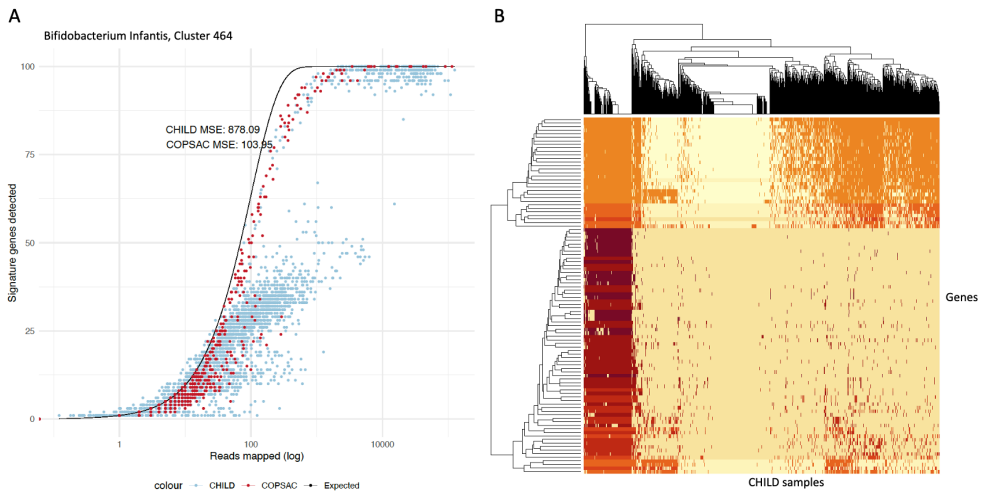 A
B
Bifidobacterium Infantis, Cluster 464
100
CHILD MSE: 878.09
COPSAC MSE: 103.95
75
50
25
0
Signature genes detected
1
100
10000
Reads mapped (log)
colour CHILD COPSAC Expected
Genes
CHILD samples